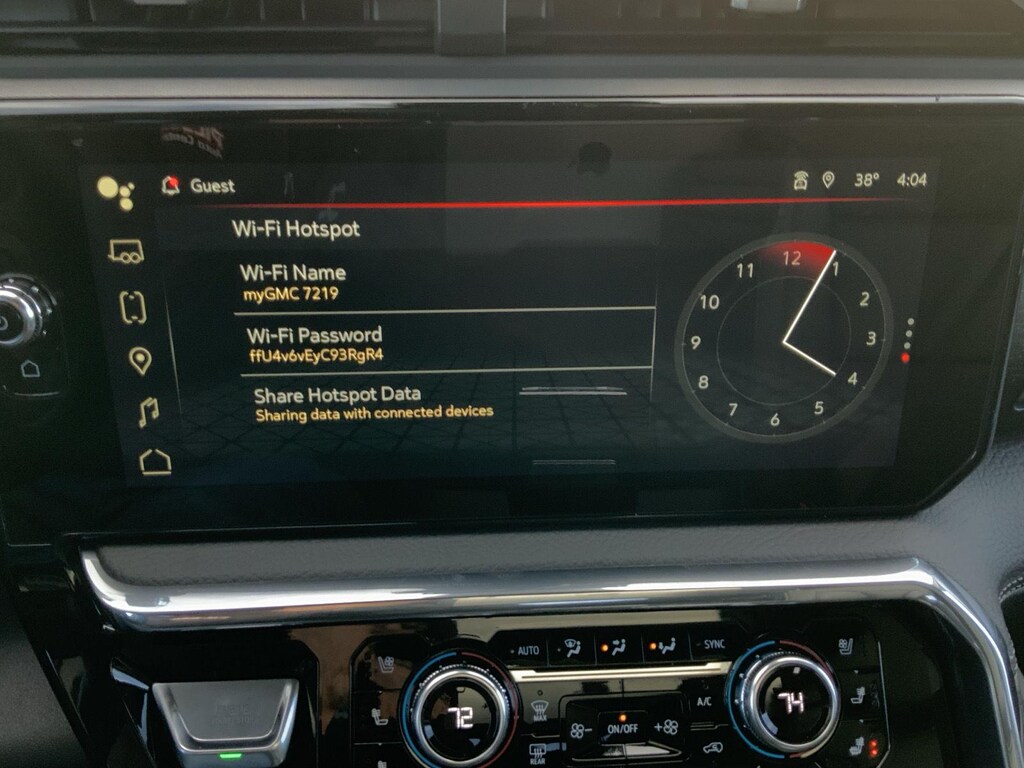 Guest
38° 4:04
Wi-Fi Hotspot
Wi-Fi Name
myGMC 7219
Wi-Fi Password
ffU4v6vEyC93RgR4
Share Hotspot Data
Sharing data with connected devices
12
1
2
3
4
5
6
7
8
9
10
11
AUTO
SYNC
72
MAX
A/C
74
ON/OFF
REAR